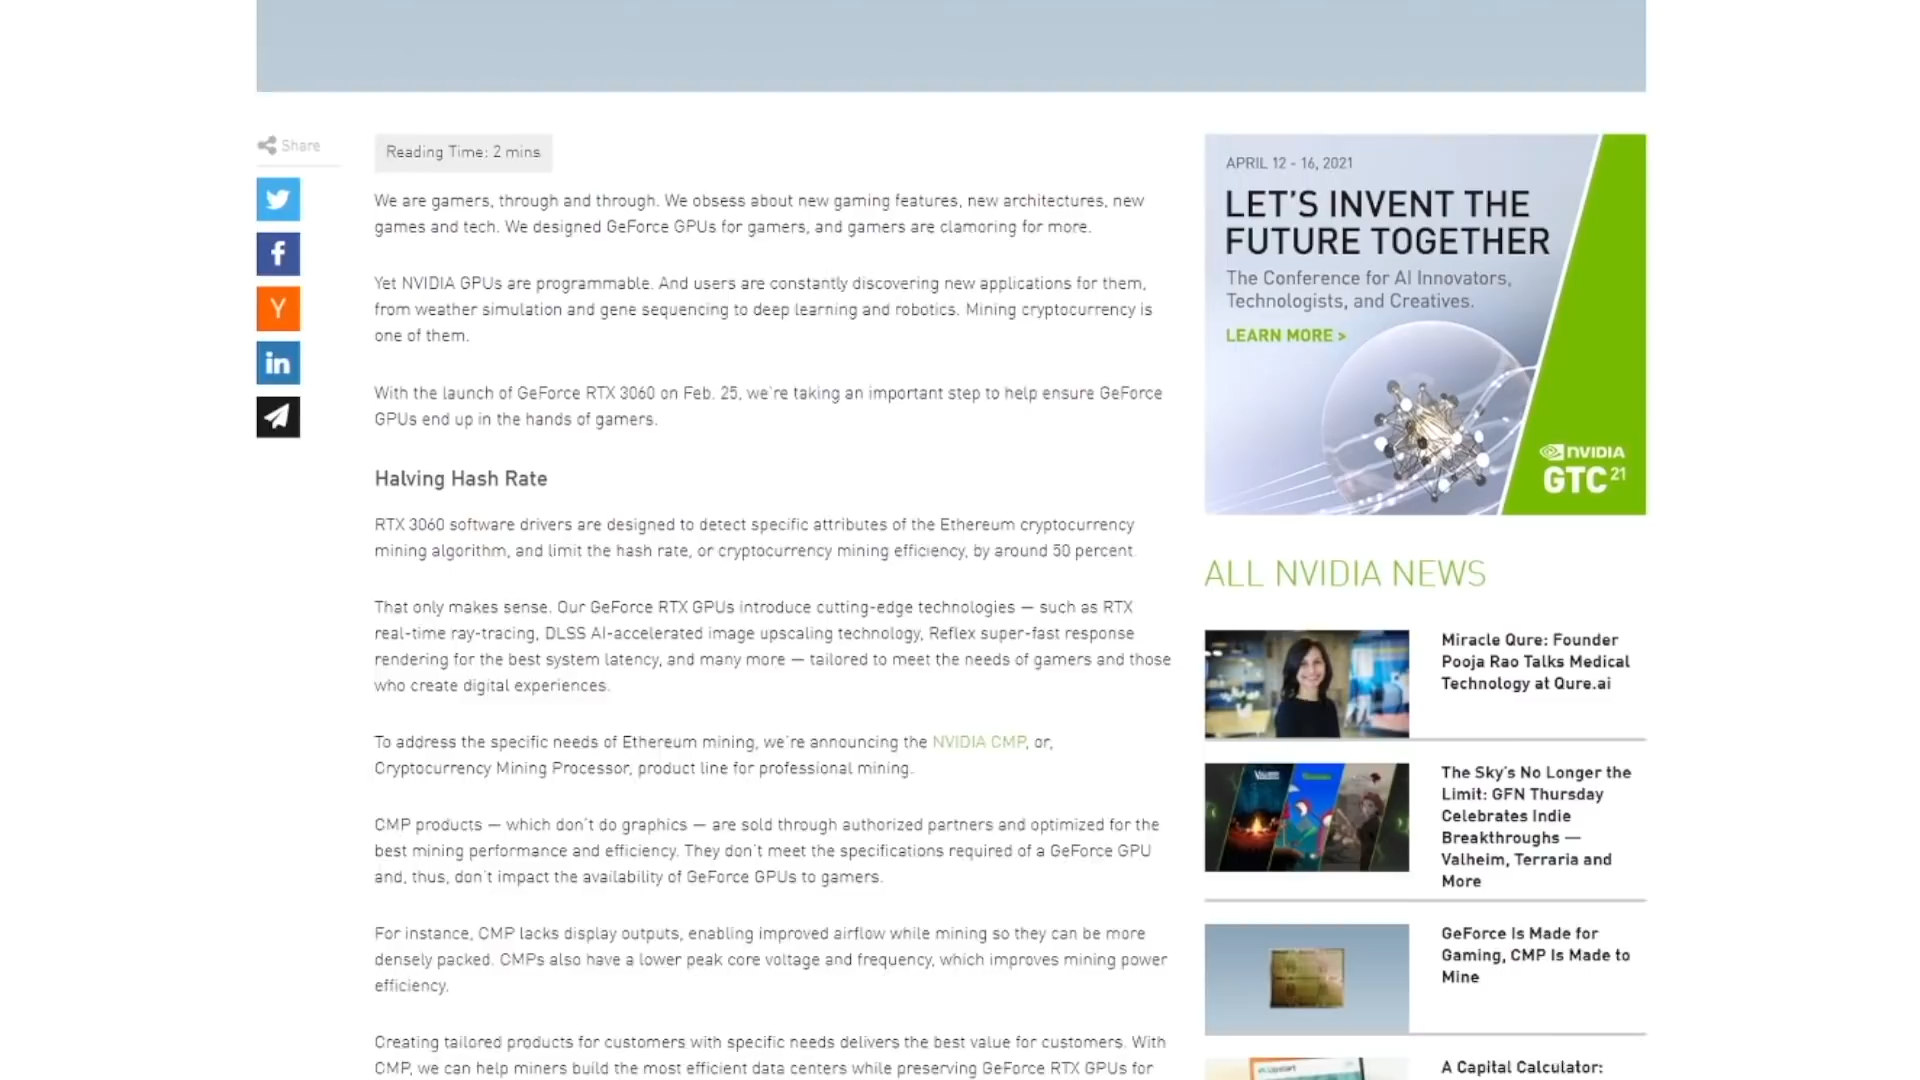 Share
Reading Time: 2 mins
We are gamers, through and through. We obsess about new gaming features, new architectures, new
games and tech. We designed GeForce GPUs for gamers, and gamers are clamoring for more.
Yet NVIDIA GPUs are programmable. And users are constantly discovering new applications for them,
from weather simulation and gene sequencing to deep learning and robotics. Mining cryptocurrency is
one of them.
With the launch of GeForce RTX 3060 on Feb. 25, we're taking an important step to help ensure GeForce
GPUs end up in the hands of gamers.
Halving Hash Rate
RTX 3060 software drivers are designed to detect specific attributes of the Ethereum cryptocurrency
mining algorithm, and limit the hash rate, or cryptocurrency mining efficiency, by around 50 percent.
That only makes sense. Our GeForce RTX GPUs introduce cutting-edge technologies — such as RTX
real-time ray-tracing, DLSS AI-accelerated image upscaling technology, Reflex super-fast response
rendering for the best system latency, and many more — tailored to meet the needs of gamers and those
who create digital experiences.
To address the specific needs of Ethereum mining, we're announcing the NVIDIA CMP, or,
Cryptocurrency Mining Processor, product line for professional mining.
CMP products — which don't do graphics — are sold through authorized partners and optimized for the
best mining performance and efficiency. They don't meet the specifications required of a GeForce GPU
and, thus, don't impact the availability of GeForce GPUs to gamers.
For instance, CMP lacks display outputs, enabling improved airflow while mining so they can be more
densely packed. CMPs also have a lower peak core voltage and frequency, which improves mining power
efficiency.
Creating tailored products for customers with specific needs delivers the best value for customers. With
CMP, we can help miners build the most efficient data centers while preserving GeForce RTX GPUs for
APRIL 12 - 16, 2021
LET'S INVENT THE
FUTURE TOGETHER
The Conference for AI Innovators,
Technologists, and Creatives.
LEARN MORE >
NVIDIA
GTC 21
ALL NVIDIA NEWS
Miracle Qure: Founder
Pooja Rao Talks Medical
Technology at Qure.ai
The Sky's No Longer the
Limit: GFN Thursday
Celebrates Indie
Breakthroughs —
Valheim, Terraria and
More
GeForce Is Made for
Gaming, CMP Is Made to
Mine
A Capital Calculator: